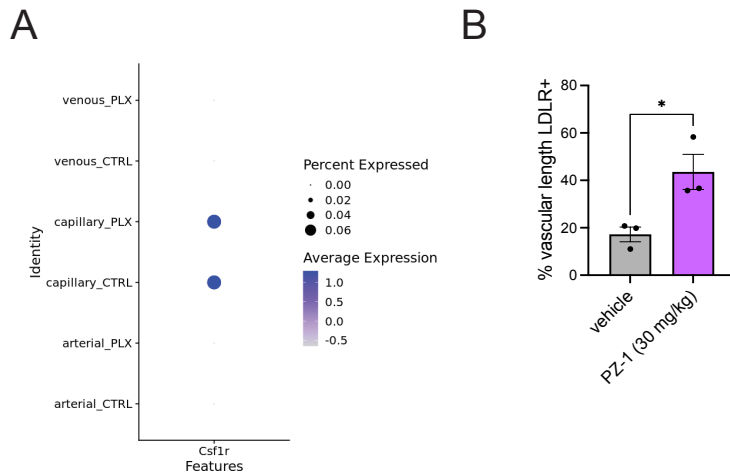 A
Identity
venous_PLX
venous_CTRL
capillary_PLX
capillary_CTRL
arterial_PLX
arterial_CTRL
Csf1r
Features
Percent Expressed
0.00
0.02
0.04
0.06
Average Expression
1.0
0.5
0.0
-0.5
B
% vascular length LDLR+
80
60
40
20
0
*
vehicle
PZ-1 (30 mg/kg)